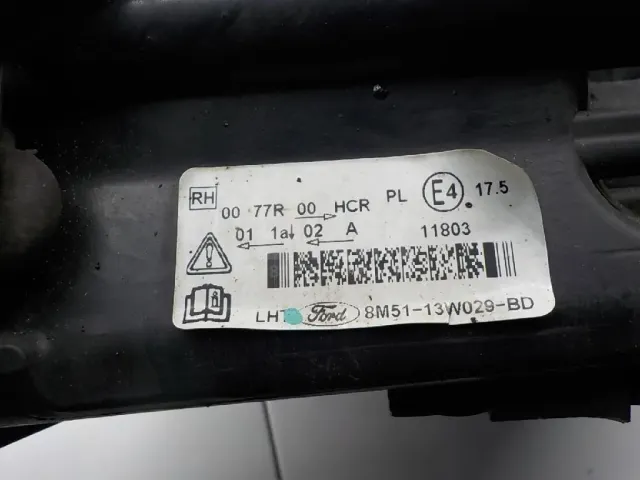 RH
00 77R 00 HCR PL E4 17.5
01 1a 02 A 11803
LHT Ford 8M51-13W029-BD